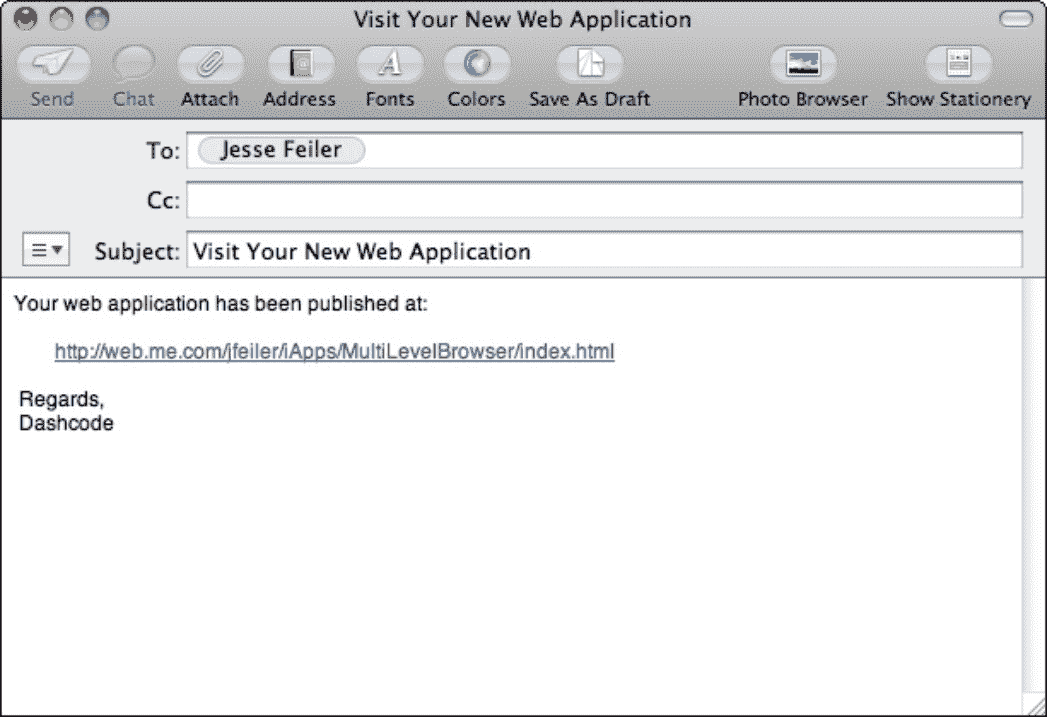 Visit Your New Web Application
Send Chat Attach Address Fonts Colors Save As Draft Photo Browser Show Stationery
To: Jesse Feiler
Cc:
Subject: Visit Your New Web Application
Your web application has been published at:
http://web.me.com/jfeiler/iApps/MultiLevelBrowser/index.html
Regards,
Dashcode